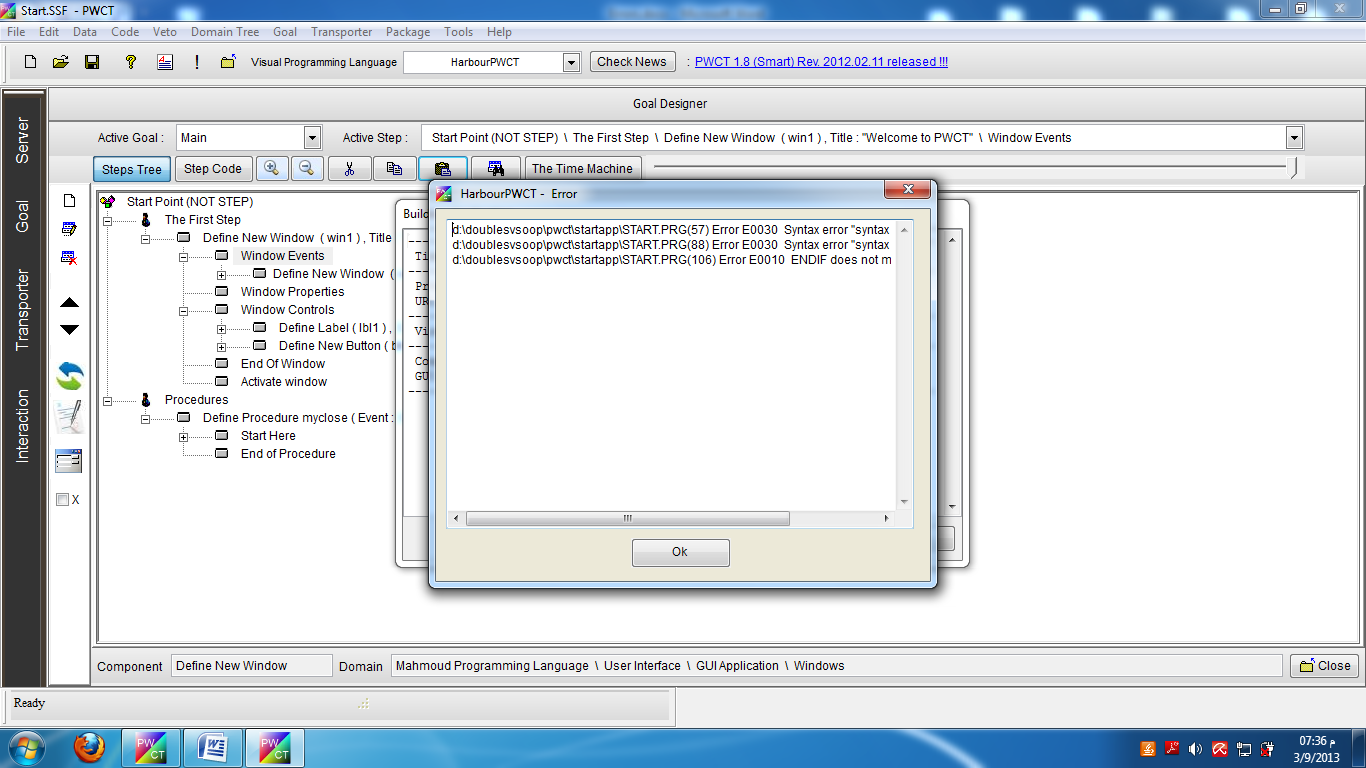 Start.SSF - PWCT
File Edit Data Code Veto Domain Tree Goal Transporter Package Tools Help
Visual Programming Language HarbourPWCT Check News : PWCT 1.8 (Smart) Rev. 2012.02.11 released !!!
Goal Designer
Active Goal : Main Active Step : Start Point (NOT STEP) \ The First Step \ Define New Window ( win1 ) , Title : "Welcome to PWCT" \ Window Events
Steps Tree Step Code The Time Machine
Server
Goal
Transporter
Interaction
X
Start Point (NOT STEP)
The First Step
Define New Window ( win1 ) , Title
Window Events
Define New Window (
Window Properties
Window Controls
Define Label ( lbl1 ) ,
Define New Button ( b
End Of Window
Activate window
Procedures
Define Procedure myclose ( Event :
Start Here
End of Procedure
HarbourPWCT - Error
d:\doublesvsoop\pwct\startapp\START.PRG(57) Error E0030 Syntax error "syntax
d:\doublesvsoop\pwct\startapp\START.PRG(88) Error E0030 Syntax error "syntax
d:\doublesvsoop\pwct\startapp\START.PRG(106) Error E0010 ENDIF does not m
Ok
Component Define New Window Domain Mahmoud Programming Language \ User Interface \ GUI Application \ Windows Close
Ready
07:36 م
3/9/2013